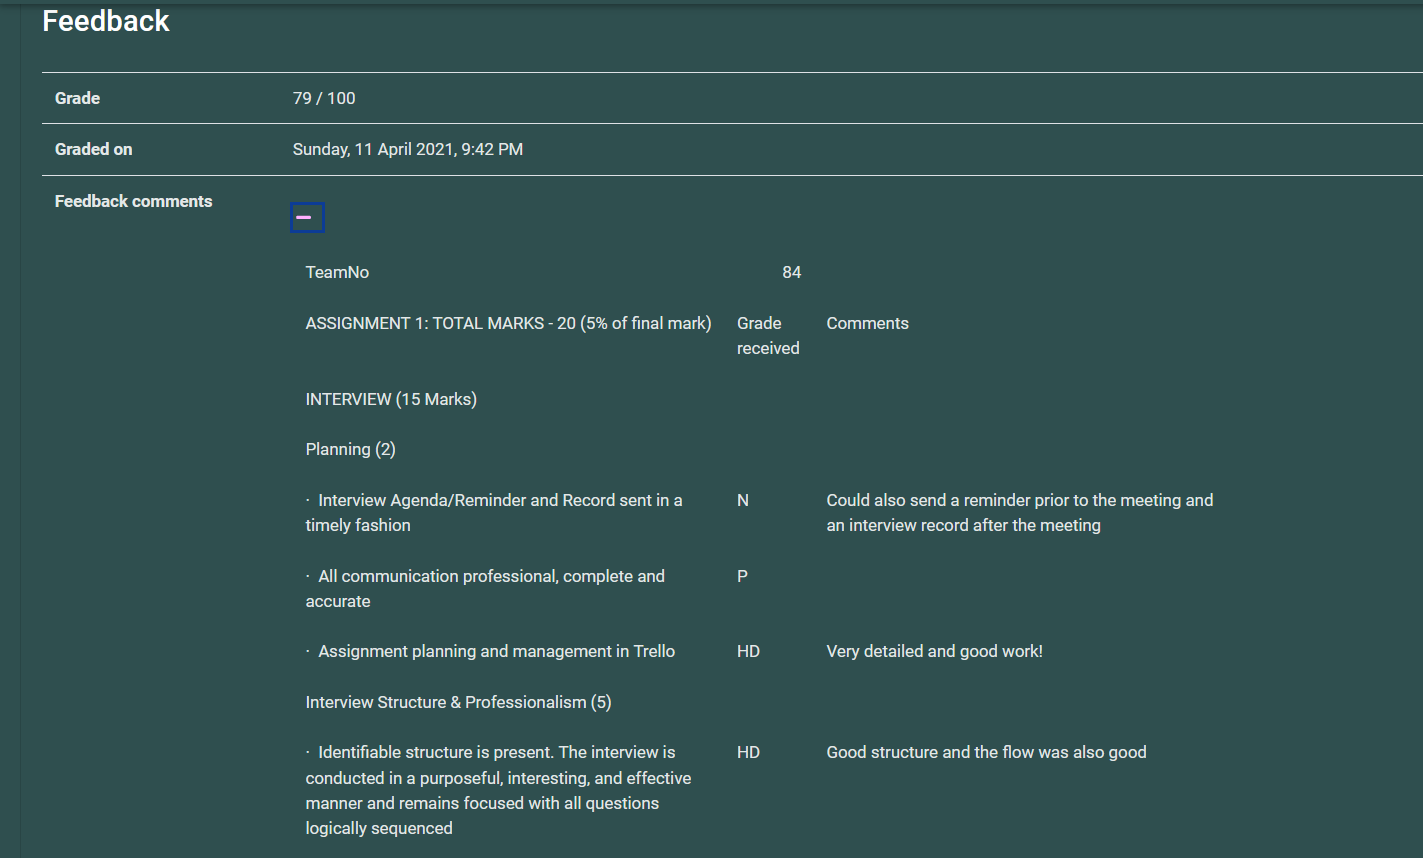 Feedback
Grade 79 / 100
Graded on Sunday, 11 April 2021, 9:42 PM
Feedback comments
TeamNo 84
ASSIGNMENT 1: TOTAL MARKS - 20 (5% of final mark) Grade received Comments
INTERVIEW (15 Marks)
Planning (2)
· Interview Agenda/Reminder and Record sent in a timely fashion N Could also send a reminder prior to the meeting and an interview record after the meeting
· All communication professional, complete and accurate P
· Assignment planning and management in Trello HD Very detailed and good work!
Interview Structure & Professionalism (5)
· Identifiable structure is present. The interview is conducted in a purposeful, interesting, and effective manner and remains focused with all questions logically sequenced HD Good structure and the flow was also good